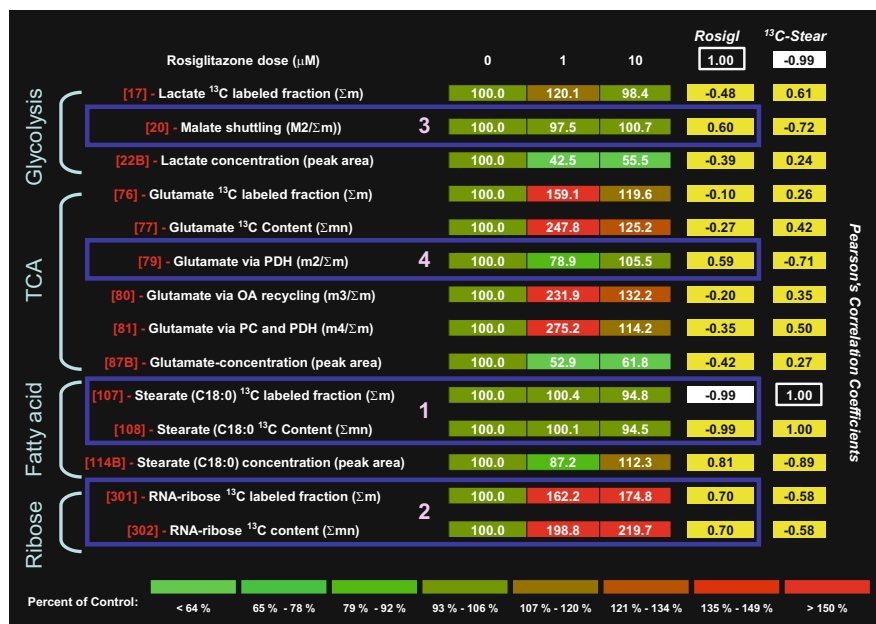 Rosigl ¹³C-Stear
Rosiglitazone dose (μM) 0 1 10 1.00 -0.99
Glycolysis
[17] - Lactate ¹³C labeled fraction (Σm) 100.0 120.1 98.4 -0.48 0.61
[20] - Malate shuttling (M2/Σm)) 3 100.0 97.5 100.7 0.60 -0.72
[22B] - Lactate concentration (peak area) 100.0 42.5 55.5 -0.39 0.24
TCA
[76] - Glutamate ¹³C labeled fraction (Σm) 100.0 159.1 119.6 -0.10 0.26
[77] - Glutamate ¹³C Content (Σmn) 100.0 247.8 125.2 -0.27 0.42
[79] - Glutamate via PDH (m2/Σm) 4 100.0 78.9 105.5 0.59 -0.71
[80] - Glutamate via OA recycling (m3/Σm) 100.0 231.9 132.2 -0.20 0.35
[81] - Glutamate via PC and PDH (m4/Σm) 100.0 275.2 114.2 -0.35 0.50
[87B] - Glutamate-concentration (peak area) 100.0 52.9 61.8 -0.42 0.27
Fatty acid
[107] - Stearate (C18:0) ¹³C labeled fraction (Σm) 100.0 100.4 94.8 -0.99 1.00
1
[108] - Stearate (C18:0 ¹³C Content (Σmn) 100.0 100.1 94.5 -0.99 1.00
[114B] - Stearate (C18:0) concentration (peak area) 100.0 87.2 112.3 0.81 -0.89
Ribose
[301] - RNA-ribose ¹³C labeled fraction (Σm) 100.0 162.2 174.8 0.70 -0.58
2
[302] - RNA-ribose ¹³C content (Σmn) 100.0 198.8 219.7 0.70 -0.58
Pearson's Correlation Coefficients
Percent of Control: < 64 % 65 % - 78 % 79 % - 92 % 93 % - 106 % 107 % - 120 % 121 % - 134 % 135 % - 149 % > 150 %